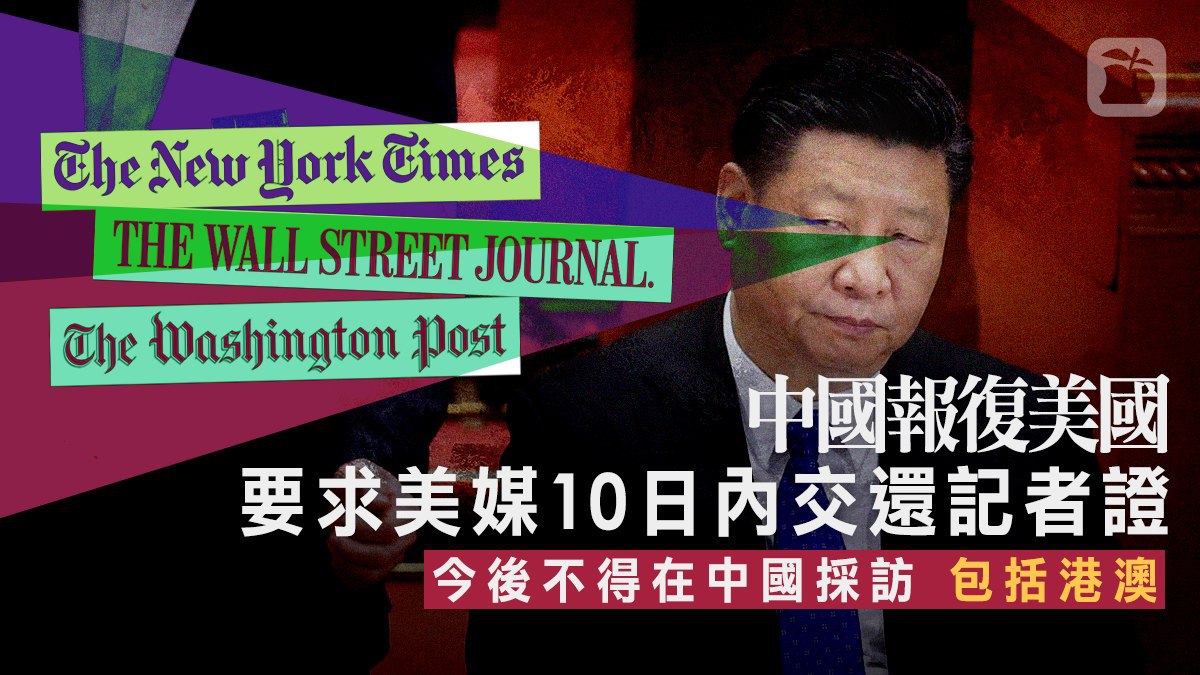 The New York Times
THE WALL STREET JOURNAL.
The Washington Post
中國報復美國
要求美媒10日內交還記者證
今後不得在中國採訪 包括港澳